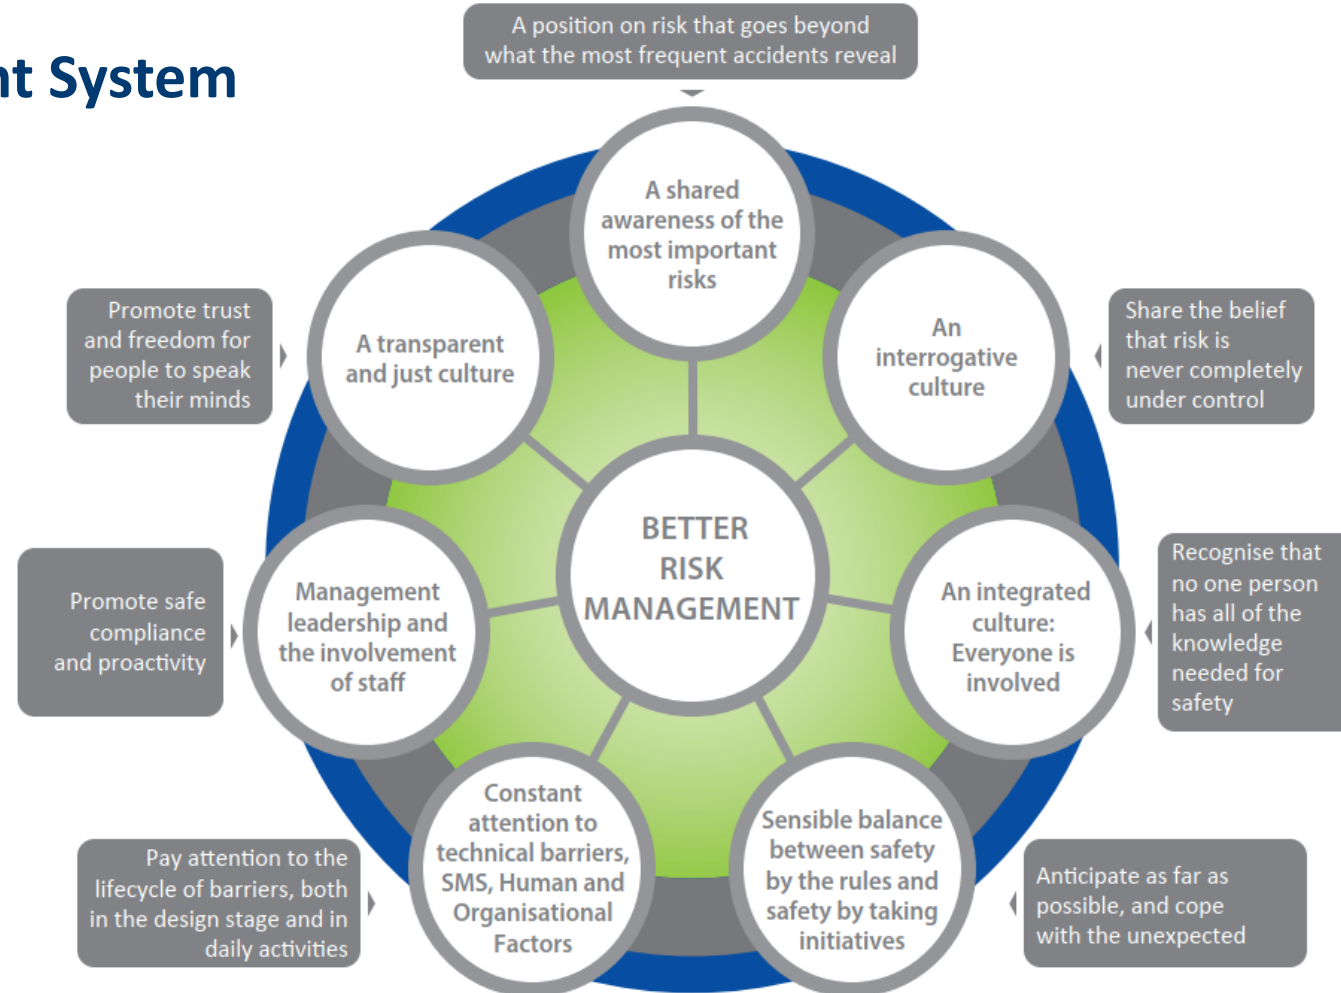 nt System
A position on risk that goes beyond
what the most frequent accidents reveal
A shared
awareness of the
most important
risks
Promote trust
and freedom for
people to speak
their minds
A transparent
and just culture
An
interrogative
culture
Share the belief
that risk is
never completely
under control
BETTER
RISK
MANAGEMENT
Promote safe
compliance
and proactivity
Management
leadership and
the involvement
of staff
An integrated
culture:
Everyone is
involved
Recognise that
no one person
has all of the
knowledge
needed for
safety
Pay attention to the
lifecycle of barriers, both
in the design stage and in
daily activities
Constant
attention to
technical barriers,
SMS, Human and
Organisational
Factors
Sensible balance
between safety
by the rules and
safety by taking
initiatives
Anticipate as far as
possible, and cope
with the unexpected